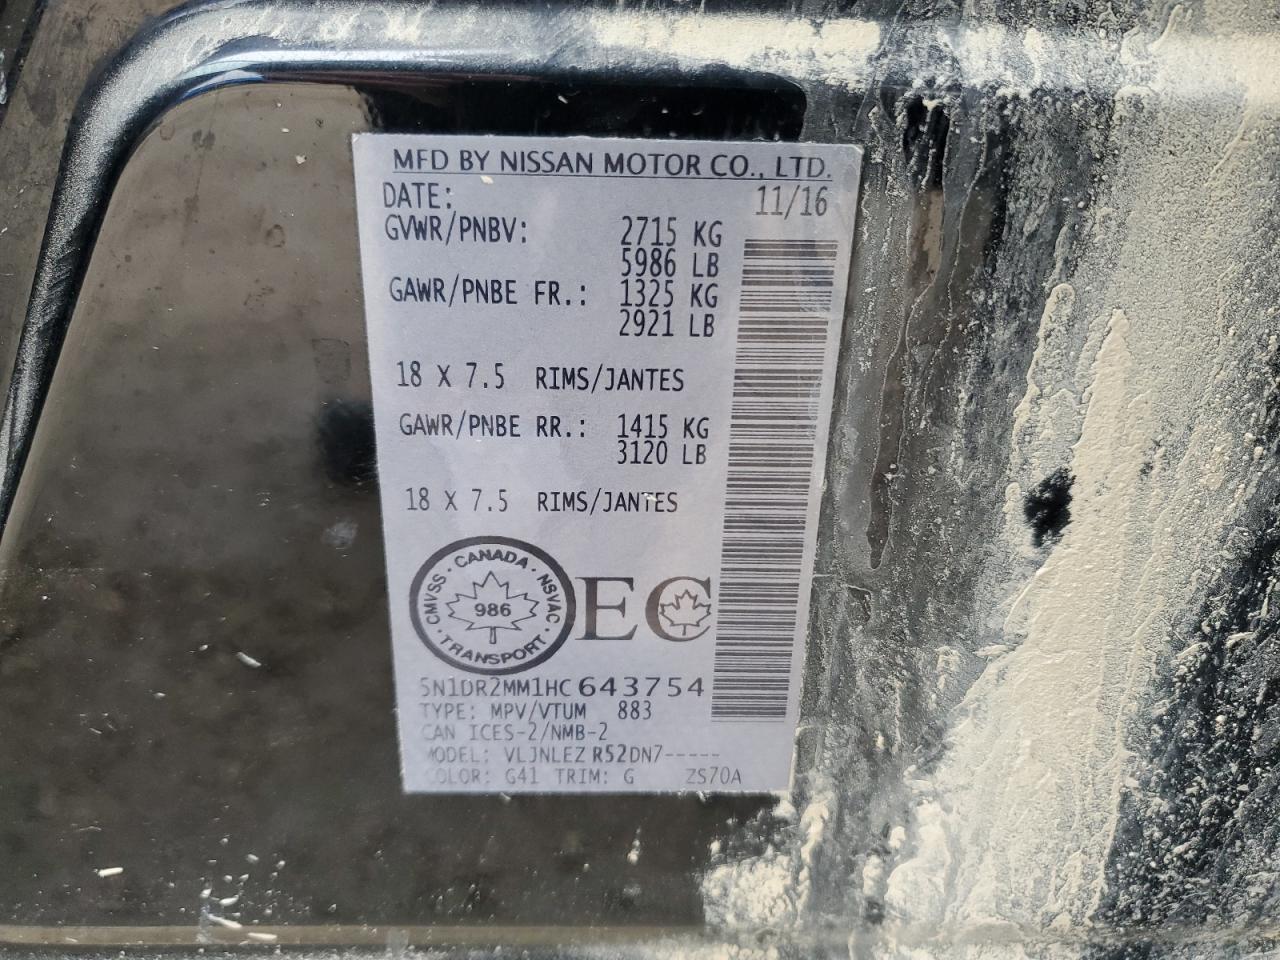 MFD BY NISSAN MOTOR CO., LTD.
DATE: 11/16
GVWR/PNBV: 2715 KG
5986 LB
GAWR/PNBE FR.: 1325 KG
2921 LB
18 X 7.5 RIMS/JANTES
GAWR/PNBE RR.: 1415 KG
3120 LB
18 X 7.5 RIMS/JANTES
CMVSS · CANADA · NSVAC · TRANSPORT ·
986
EC
5N1DR2MM1HC643754
TYPE: MPV/VTUM 883
CAN ICES-2/NMB-2
MODEL: VLJNLEZ R52DN7-----
COLOR: G41 TRIM: G ZS70A